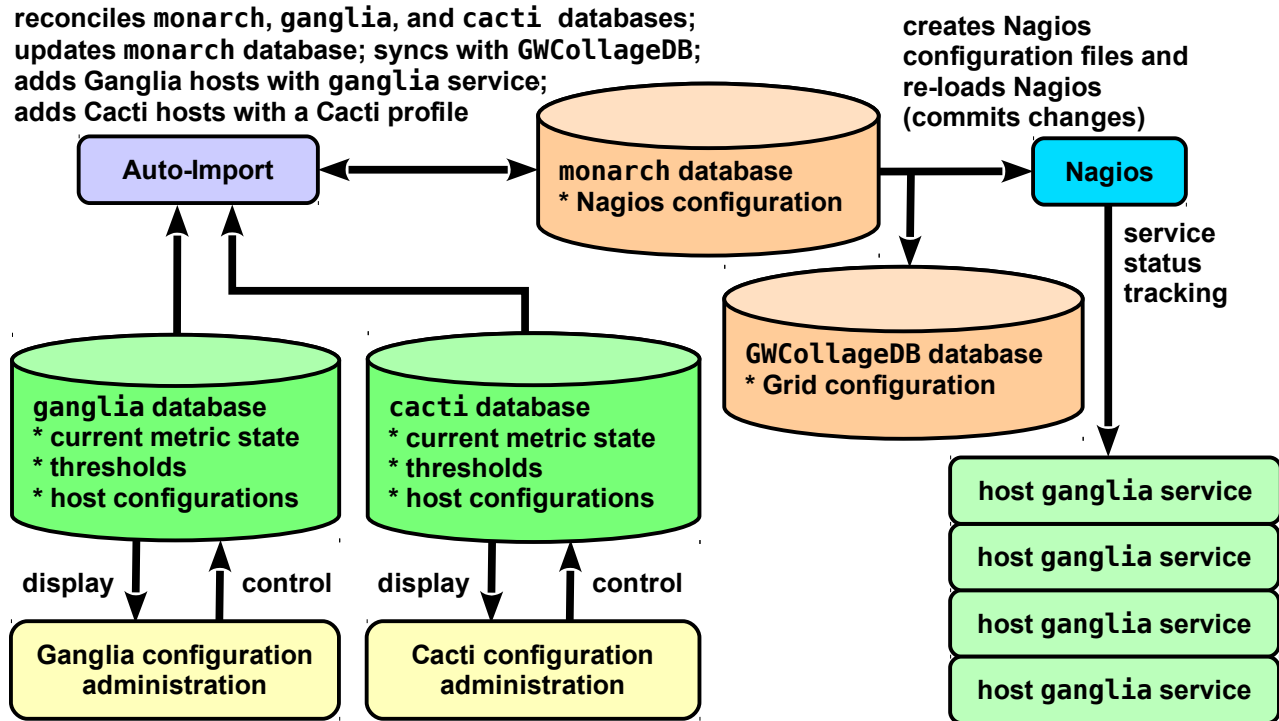 reconciles monarch, ganglia, and cacti databases;
updates monarch database; syncs with GWCollageDB;
adds Ganglia hosts with ganglia service;
adds Cacti hosts with a Cacti profile
creates Nagios
configuration files and
re-loads Nagios
(commits changes)
Auto-Import
monarch database
* Nagios configuration
Nagios
service
status
tracking
GWCollageDB database
* Grid configuration
ganglia database
* current metric state
* thresholds
* host configurations
cacti database
* current metric state
* thresholds
* host configurations
display
control
display
control
Ganglia configuration
administration
Cacti configuration
administration
host ganglia service
host ganglia service
host ganglia service
host ganglia service